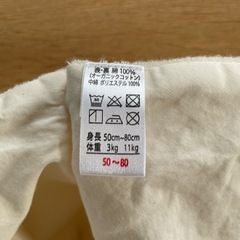 表・裏 綿100%
(オーガニックコットン)
中綿 ポリエステル100%
身長 50cm~80cm
体重 3kg 11kg
50~80